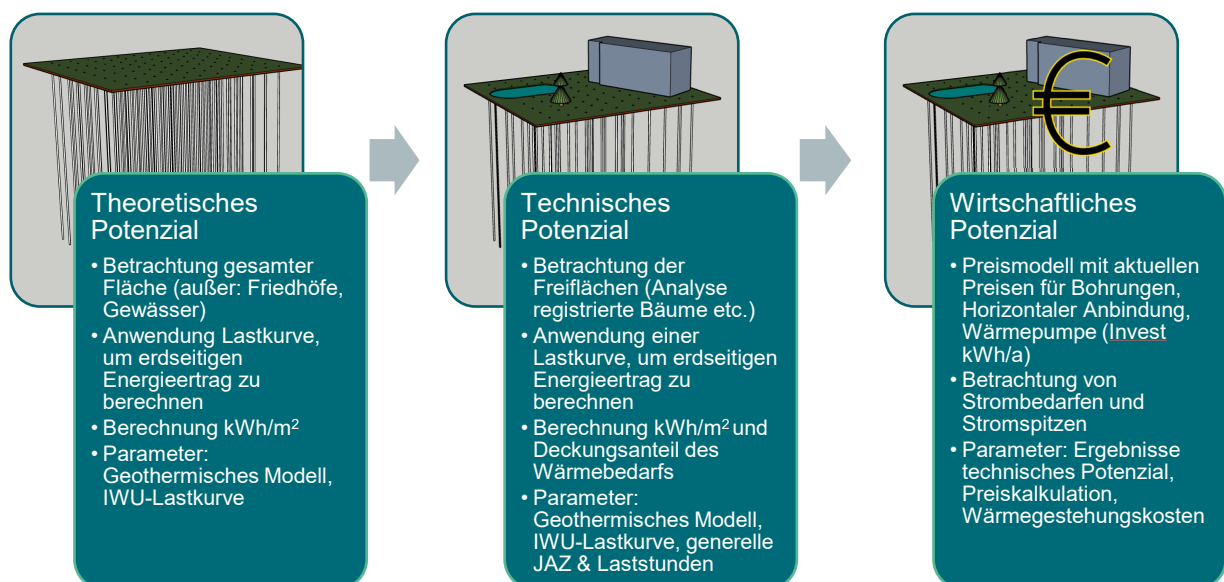 Theoretisches
Potenzial
• Betrachtung gesamter
Fläche (außer: Friedhöfe,
Gewässer)
• Anwendung Lastkurve,
um erdseitigen
Energieertrag zu
berechnen
• Berechnung kWh/m²
• Parameter:
Geothermisches Modell,
IWU-Lastkurve
Technisches
Potenzial
• Betrachtung der
Freiflächen (Analyse
registrierte Bäume etc.)
• Anwendung einer
Lastkurve, um erdseitigen
Energieertrag zu
berechnen
• Berechnung kWh/m² und
Deckungsanteil des
Wärmebedarfs
• Parameter:
Geothermisches Modell,
IWU-Lastkurve, generelle
JAZ & Laststunden
€
Wirtschaftliches
Potenzial
• Preismodell mit aktuellen
Preisen für Bohrungen,
Horizontaler Anbindung,
Wärmepumpe (Invest
kWh/a)
• Betrachtung von
Strombedarfen und
Stromspitzen
• Parameter: Ergebnisse
technisches Potenzial,
Preiskalkulation,
Wärmegestehungskosten